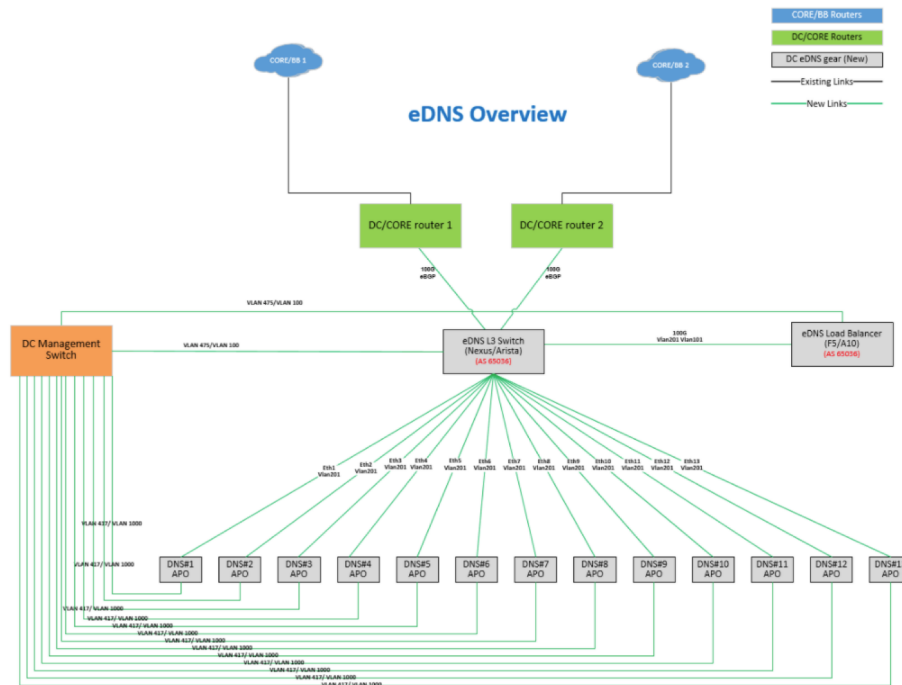 CORE/BB Routers
DC/CORE Routers
DC eDNS gear (New)
Existing Links
New Links
CORE/BB 1
CORE/BB 2
eDNS Overview
DC/CORE router 1
DC/CORE router 2
100G
eBGP
100G
eBGP
VLAN 475/VLAN 100
DC Management
Switch
VLAN 475/VLAN 100
eDNS L3 Switch
(Nexus/Arista)
(AS 65036)
100G
Vlan201 Vlan101
eDNS Load Balancer
(F5/A10)
(AS 65036)
Eth1
Vlan201
Eth2
Vlan201
Eth3
Vlan201
Eth4
Vlan201
Eth5
Vlan201
Eth6
Vlan201
Eth7
Vlan201
Eth8
Vlan201
Eth9
Vlan201
Eth10
Vlan201
Eth11
Vlan201
Eth12
Vlan201
Eth13
Vlan201
VLAN 417/ VLAN 1000
VLAN 417/ VLAN 1000
DNS#1
APO
DNS#2
APO
DNS#3
APO
DNS#4
APO
DNS#5
APO
DNS#6
APO
DNS#7
APO
DNS#8
APO
DNS#9
APO
DNS#10
APO
DNS#11
APO
DNS#12
APO
DNS#1
APO
VLAN 417/ VLAN 1000
VLAN 417/ VLAN 1000
VLAN 417/ VLAN 1000
VLAN 417/ VLAN 1000
VLAN 417/ VLAN 1000
VLAN 417/ VLAN 1000
VLAN 417/ VLAN 1000
VLAN 417/ VLAN 1000
VLAN 417/ VLAN 1000
VLAN 417/ VLAN 1000